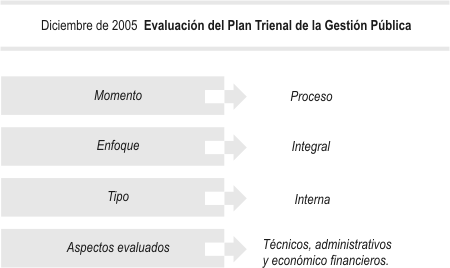 Diciembre de 2005 Evaluación del Plan Trienal de la Gestión Pública
Momento
Proceso
Enfoque
Integral
Tipo
Interna
Aspectos evaluados
Técnicos, administrativos
y económico financieros.